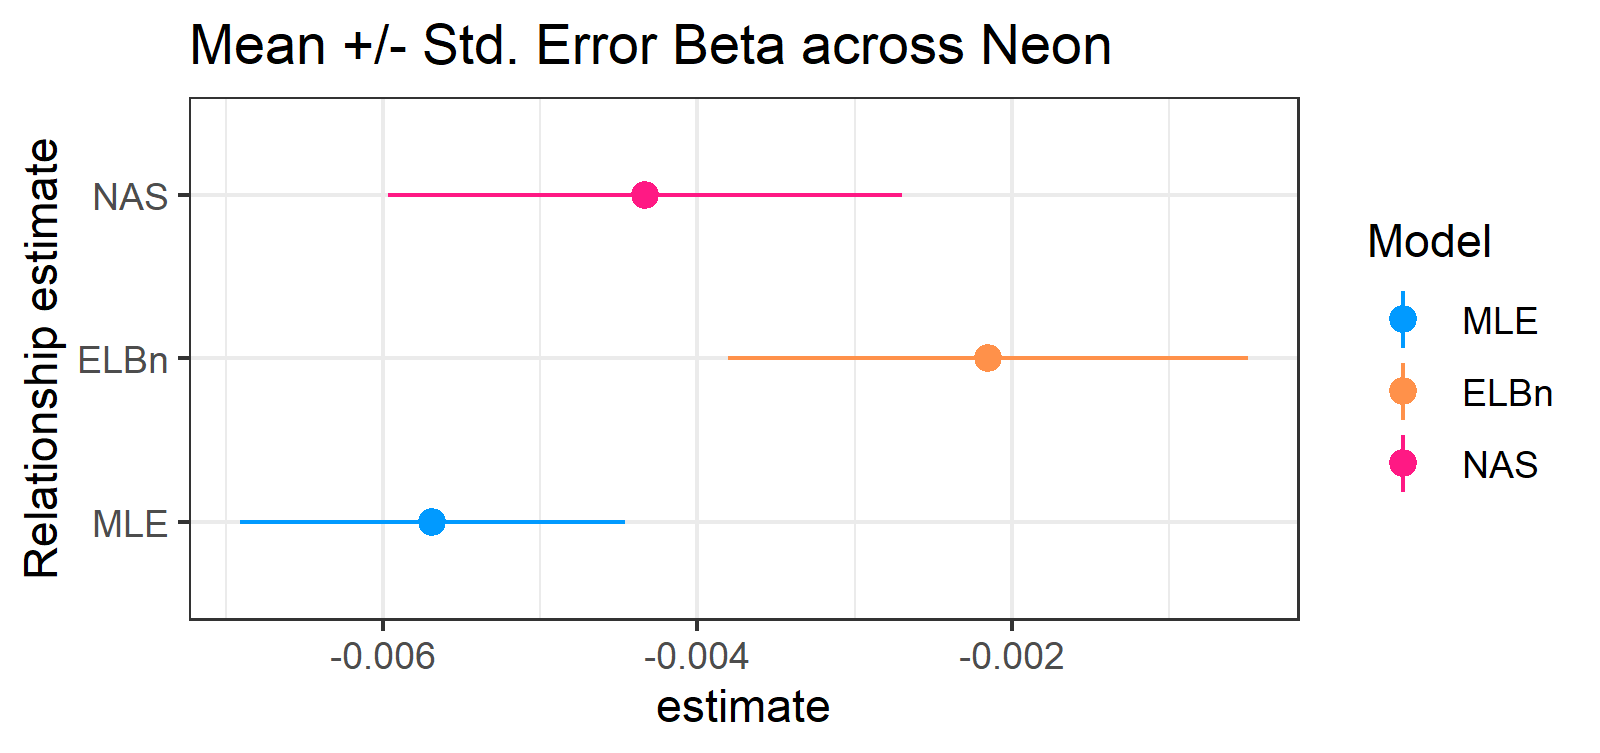 Mean +/- Std. Error Beta across Neon
Relationship estimate
NAS
ELBn
MLE
-0.006
-0.004
-0.002
estimate
Model
MLE
ELBn
NAS